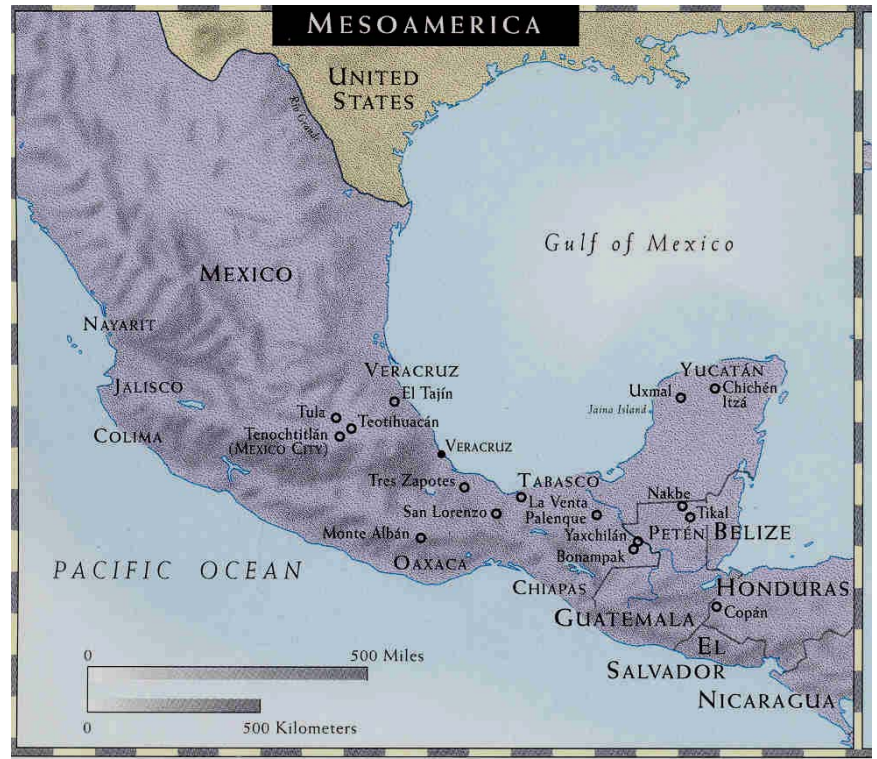 MESOAMERICA
UNITED
STATES
Rio Grande
Gulf of Mexico
MEXICO
NAYARIT
JALISCO
COLIMA
VERACRUZ
El Tajín
Tula
Teotihuacán
Tenochtitlán
(MEXICO CITY)
VERACRUZ
YUCATÁN
Uxmal
Chichén
Itzá
Jaina Island
Tres Zapotes
TABASCO
La Venta
San Lorenzo
Palenque
Nakbe
Tikal
Monte Albán
Yaxchilán
PETÉN
BELIZE
Bonampak
OAXACA
PACIFIC OCEAN
CHIAPAS
HONDURAS
Copán
GUATEMALA
EL
SALVADOR
NICARAGUA
0
500 Miles
0
500 Kilometers